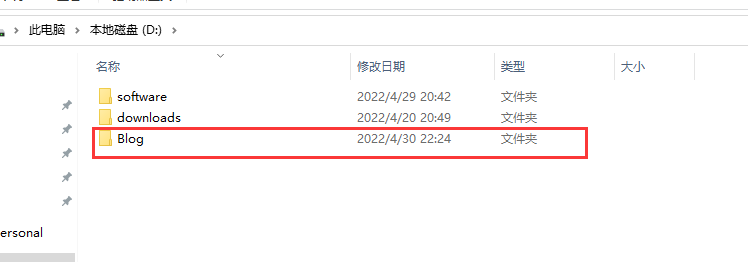 此电脑 › 本地磁盘 (D:) ›
名称 修改日期 类型 大小
software 2022/4/29 20:42 文件夹
downloads 2022/4/20 20:49 文件夹
Blog 2022/4/30 22:24 文件夹
ersonal